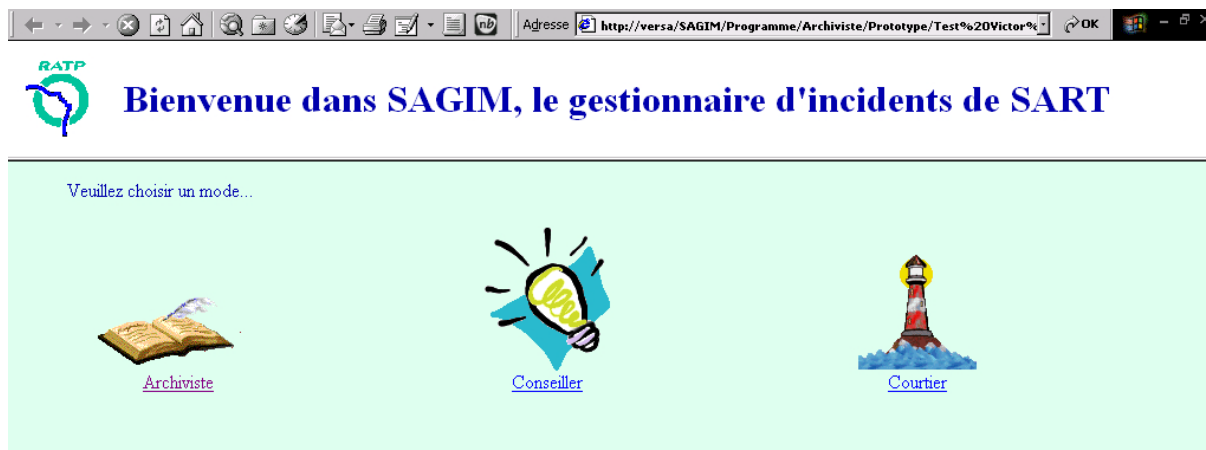 Adresse http://versa/SAGIM/Programme/Archiviste/Prototype/Test%20Victor% OK
RATP
Bienvenue dans SAGIM, le gestionnaire d'incidents de SART
Veuillez choisir un mode...
Archiviste
Conseiller
Courtier